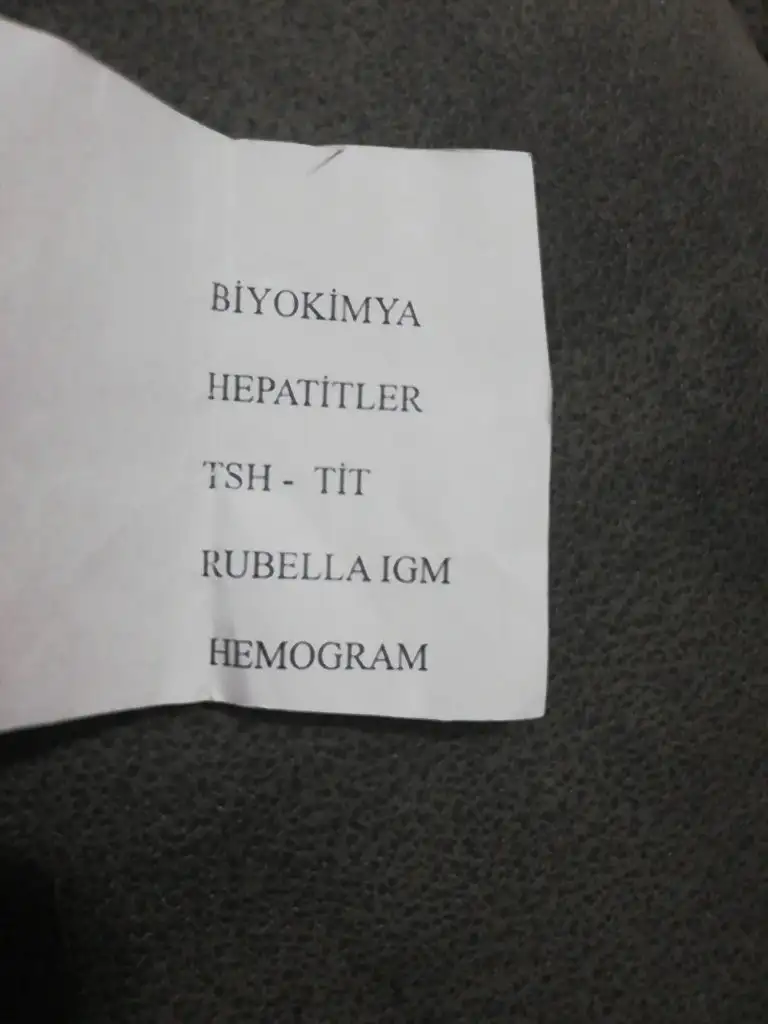 BİYOKİMYA
HEPATİTLER
TSH - TİT
RUBELLA IGM
HEMOGRAM